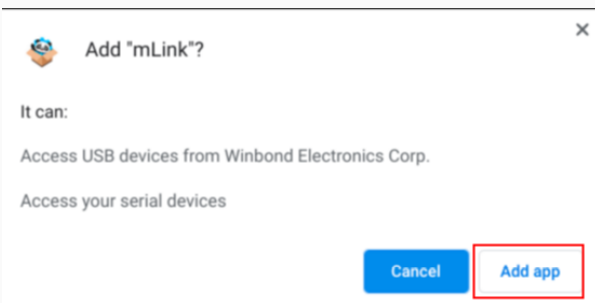 Add "mLink"?
It can:
Access USB devices from Winbond Electronics Corp.
Access your serial devices
Cancel
Add app